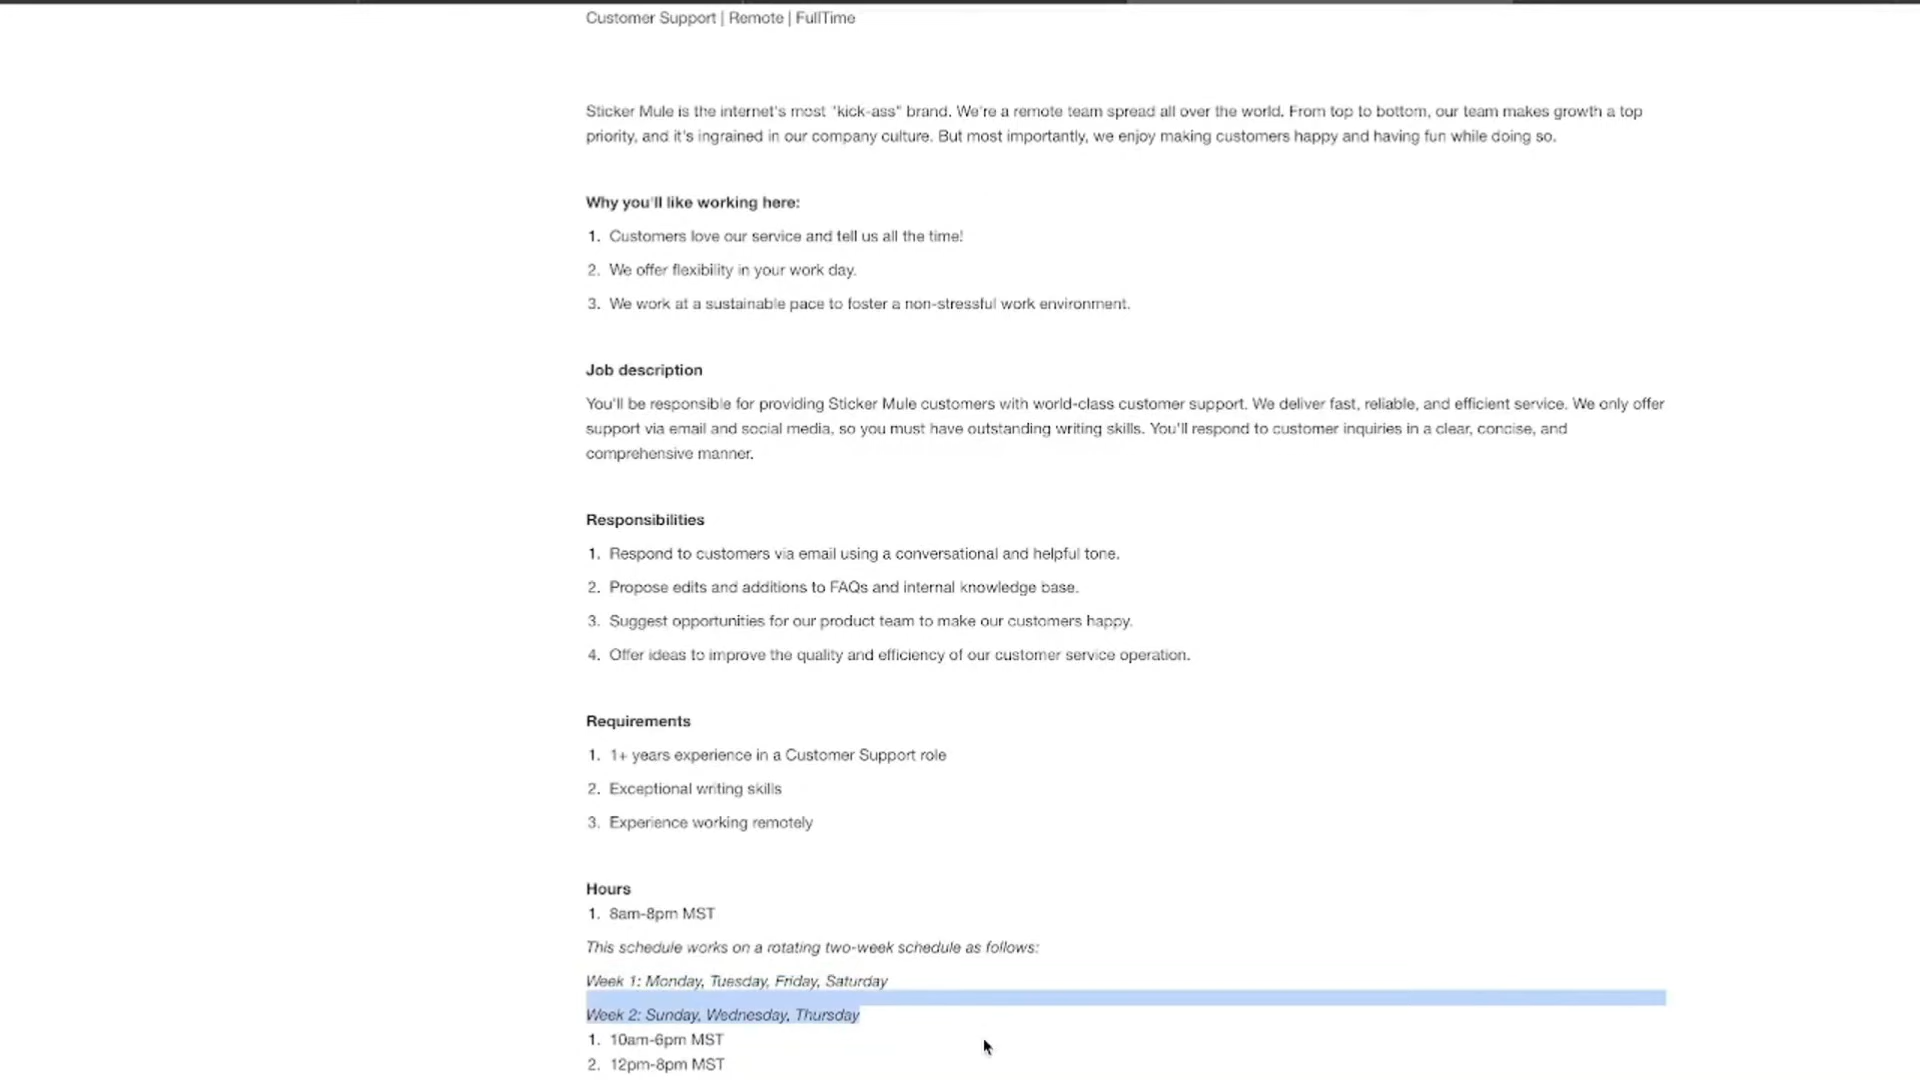 Customer Support | Remote | FullTime
Sticker Mule is the internet's most "kick-ass" brand. We're a remote team spread all over the world. From top to bottom, our team makes growth a top
priority, and it's ingrained in our company culture. But most importantly, we enjoy making customers happy and having fun while doing so.
Why you'll like working here:
1. Customers love our service and tell us all the time!
2. We offer flexibility in your work day.
3. We work at a sustainable pace to foster a non-stressful work environment.
Job description
You'll be responsible for providing Sticker Mule customers with world-class customer support. We deliver fast, reliable, and efficient service. We only offer
support via email and social media, so you must have outstanding writing skills. You'll respond to customer inquiries in a clear, concise, and
comprehensive manner.
Responsibilities
1. Respond to customers via email using a conversational and helpful tone.
2. Propose edits and additions to FAQs and internal knowledge base.
3. Suggest opportunities for our product team to make our customers happy.
4. Offer ideas to improve the quality and efficiency of our customer service operation.
Requirements
1. 1+ years experience in a Customer Support role
2. Exceptional writing skills
3. Experience working remotely
Hours
1. 8am-8pm MST
This schedule works on a rotating two-week schedule as follows:
Week 1: Monday, Tuesday, Friday, Saturday
Week 2: Sunday, Wednesday, Thursday
1. 10am-6pm MST
2. 12pm-8pm MST